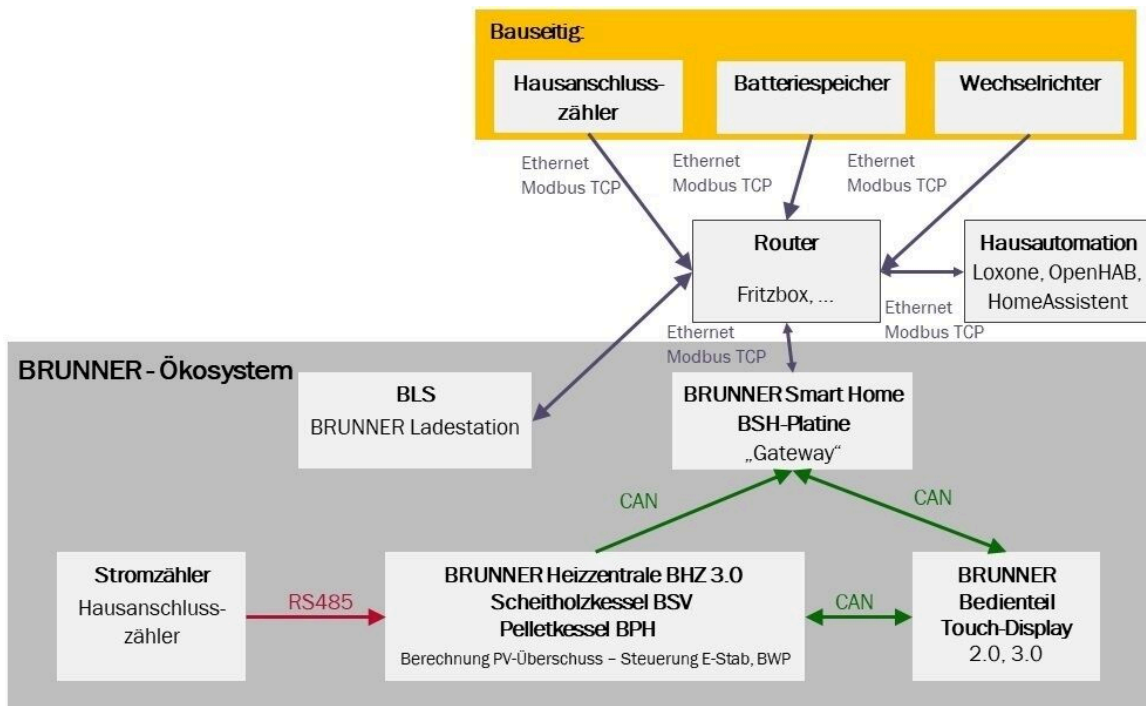 Bauseitig:
Hausanschluss-
zähler
Batteriespeicher
Wechselrichter
Ethernet
Modbus TCP
Ethernet
Modbus TCP
Ethernet
Modbus TCP
Router
Fritzbox, ...
Hausautomation
Loxone, OpenHAB,
HomeAssistent
Ethernet
Modbus TCP
Ethernet
Modbus TCP
BRUNNER - Ökosystem
BLS
BRUNNER Ladestation
BRUNNER Smart Home
BSH-Platine
„Gateway“
CAN
CAN
Stromzähler
Hausanschluss-
zähler
RS485
BRUNNER Heizzentrale BHZ 3.0
Scheitholzkessel BSV
Pelletkessel BPH
Berechnung PV-Überschuss – Steuerung E-Stab, BWP
CAN
BRUNNER
Bedienteil
Touch-Display
2.0, 3.0